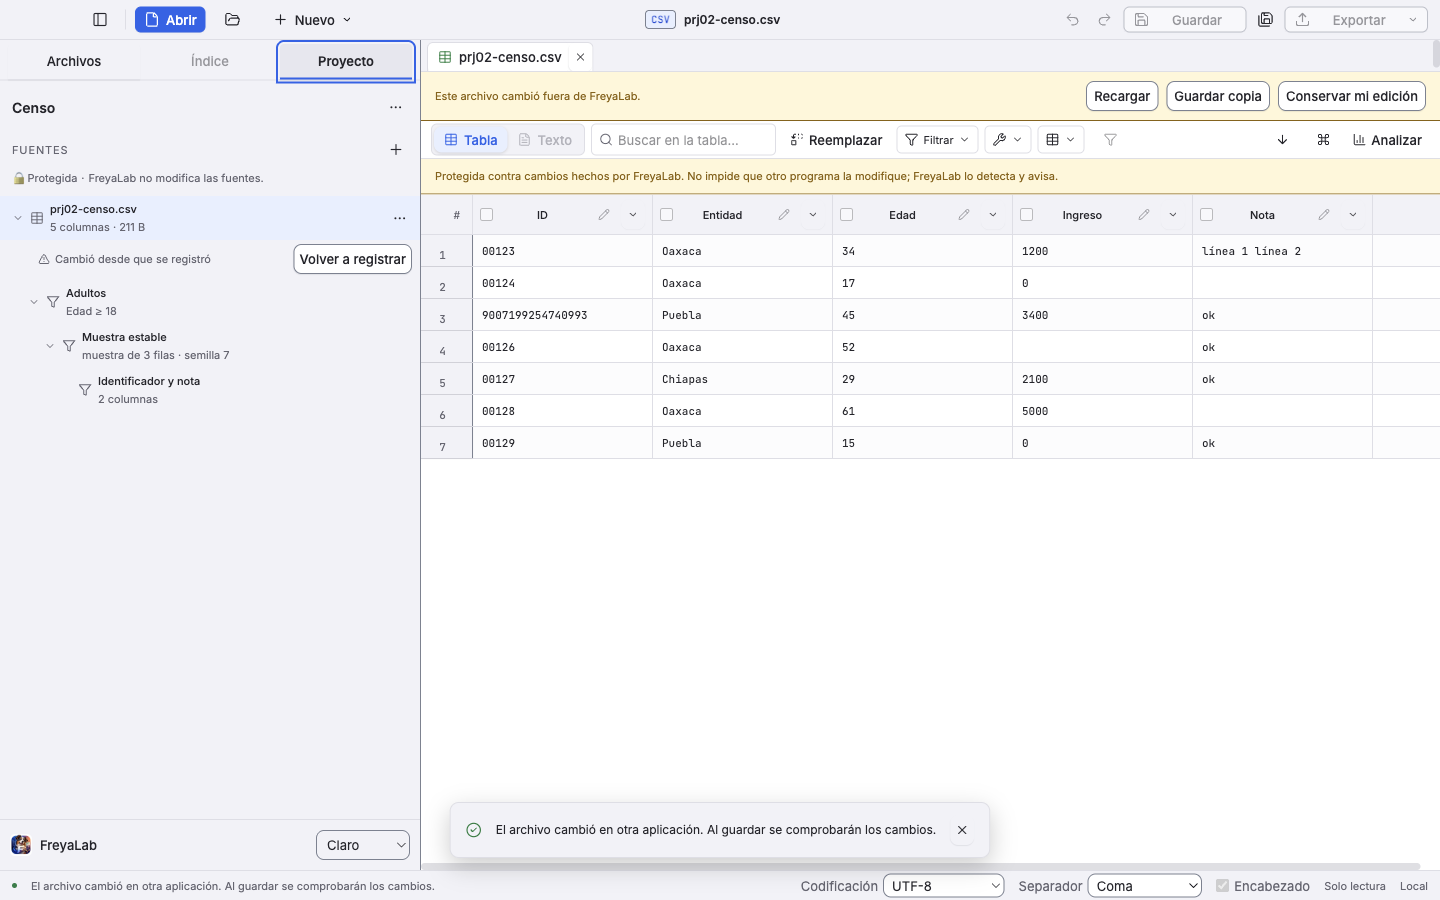 Abrir
Nuevo
CSV prj02-censo.csv
Guardar
Exportar
Archivos Índice Proyecto
Censo
FUENTES
Protegida · FreyaLab no modifica las fuentes.
prj02-censo.csv
5 columnas · 211 B
Cambió desde que se registró
Volver a registrar
Adultos
Edad ≥ 18
Muestra estable
muestra de 3 filas · semilla 7
Identificador y nota
2 columnas
FreyaLab
Claro
prj02-censo.csv
Este archivo cambió fuera de FreyaLab.
Recargar Guardar copia Conservar mi edición
Tabla Texto Buscar en la tabla... Reemplazar Filtrar Analizar
Protegida contra cambios hechos por FreyaLab. No impide que otro programa la modifique; FreyaLab lo detecta y avisa.
# ID Entidad Edad Ingreso Nota
1 00123 Oaxaca 34 1200 línea 1 línea 2
2 00124 Oaxaca 17 0
3 9007199254740993 Puebla 45 3400 ok
4 00126 Oaxaca 52 ok
5 00127 Chiapas 29 2100 ok
6 00128 Oaxaca 61 5000
7 00129 Puebla 15 0 ok
El archivo cambió en otra aplicación. Al guardar se comprobarán los cambios.
El archivo cambió en otra aplicación. Al guardar se comprobarán los cambios.
Codificación UTF-8 Separador Coma Encabezado Solo lectura Local